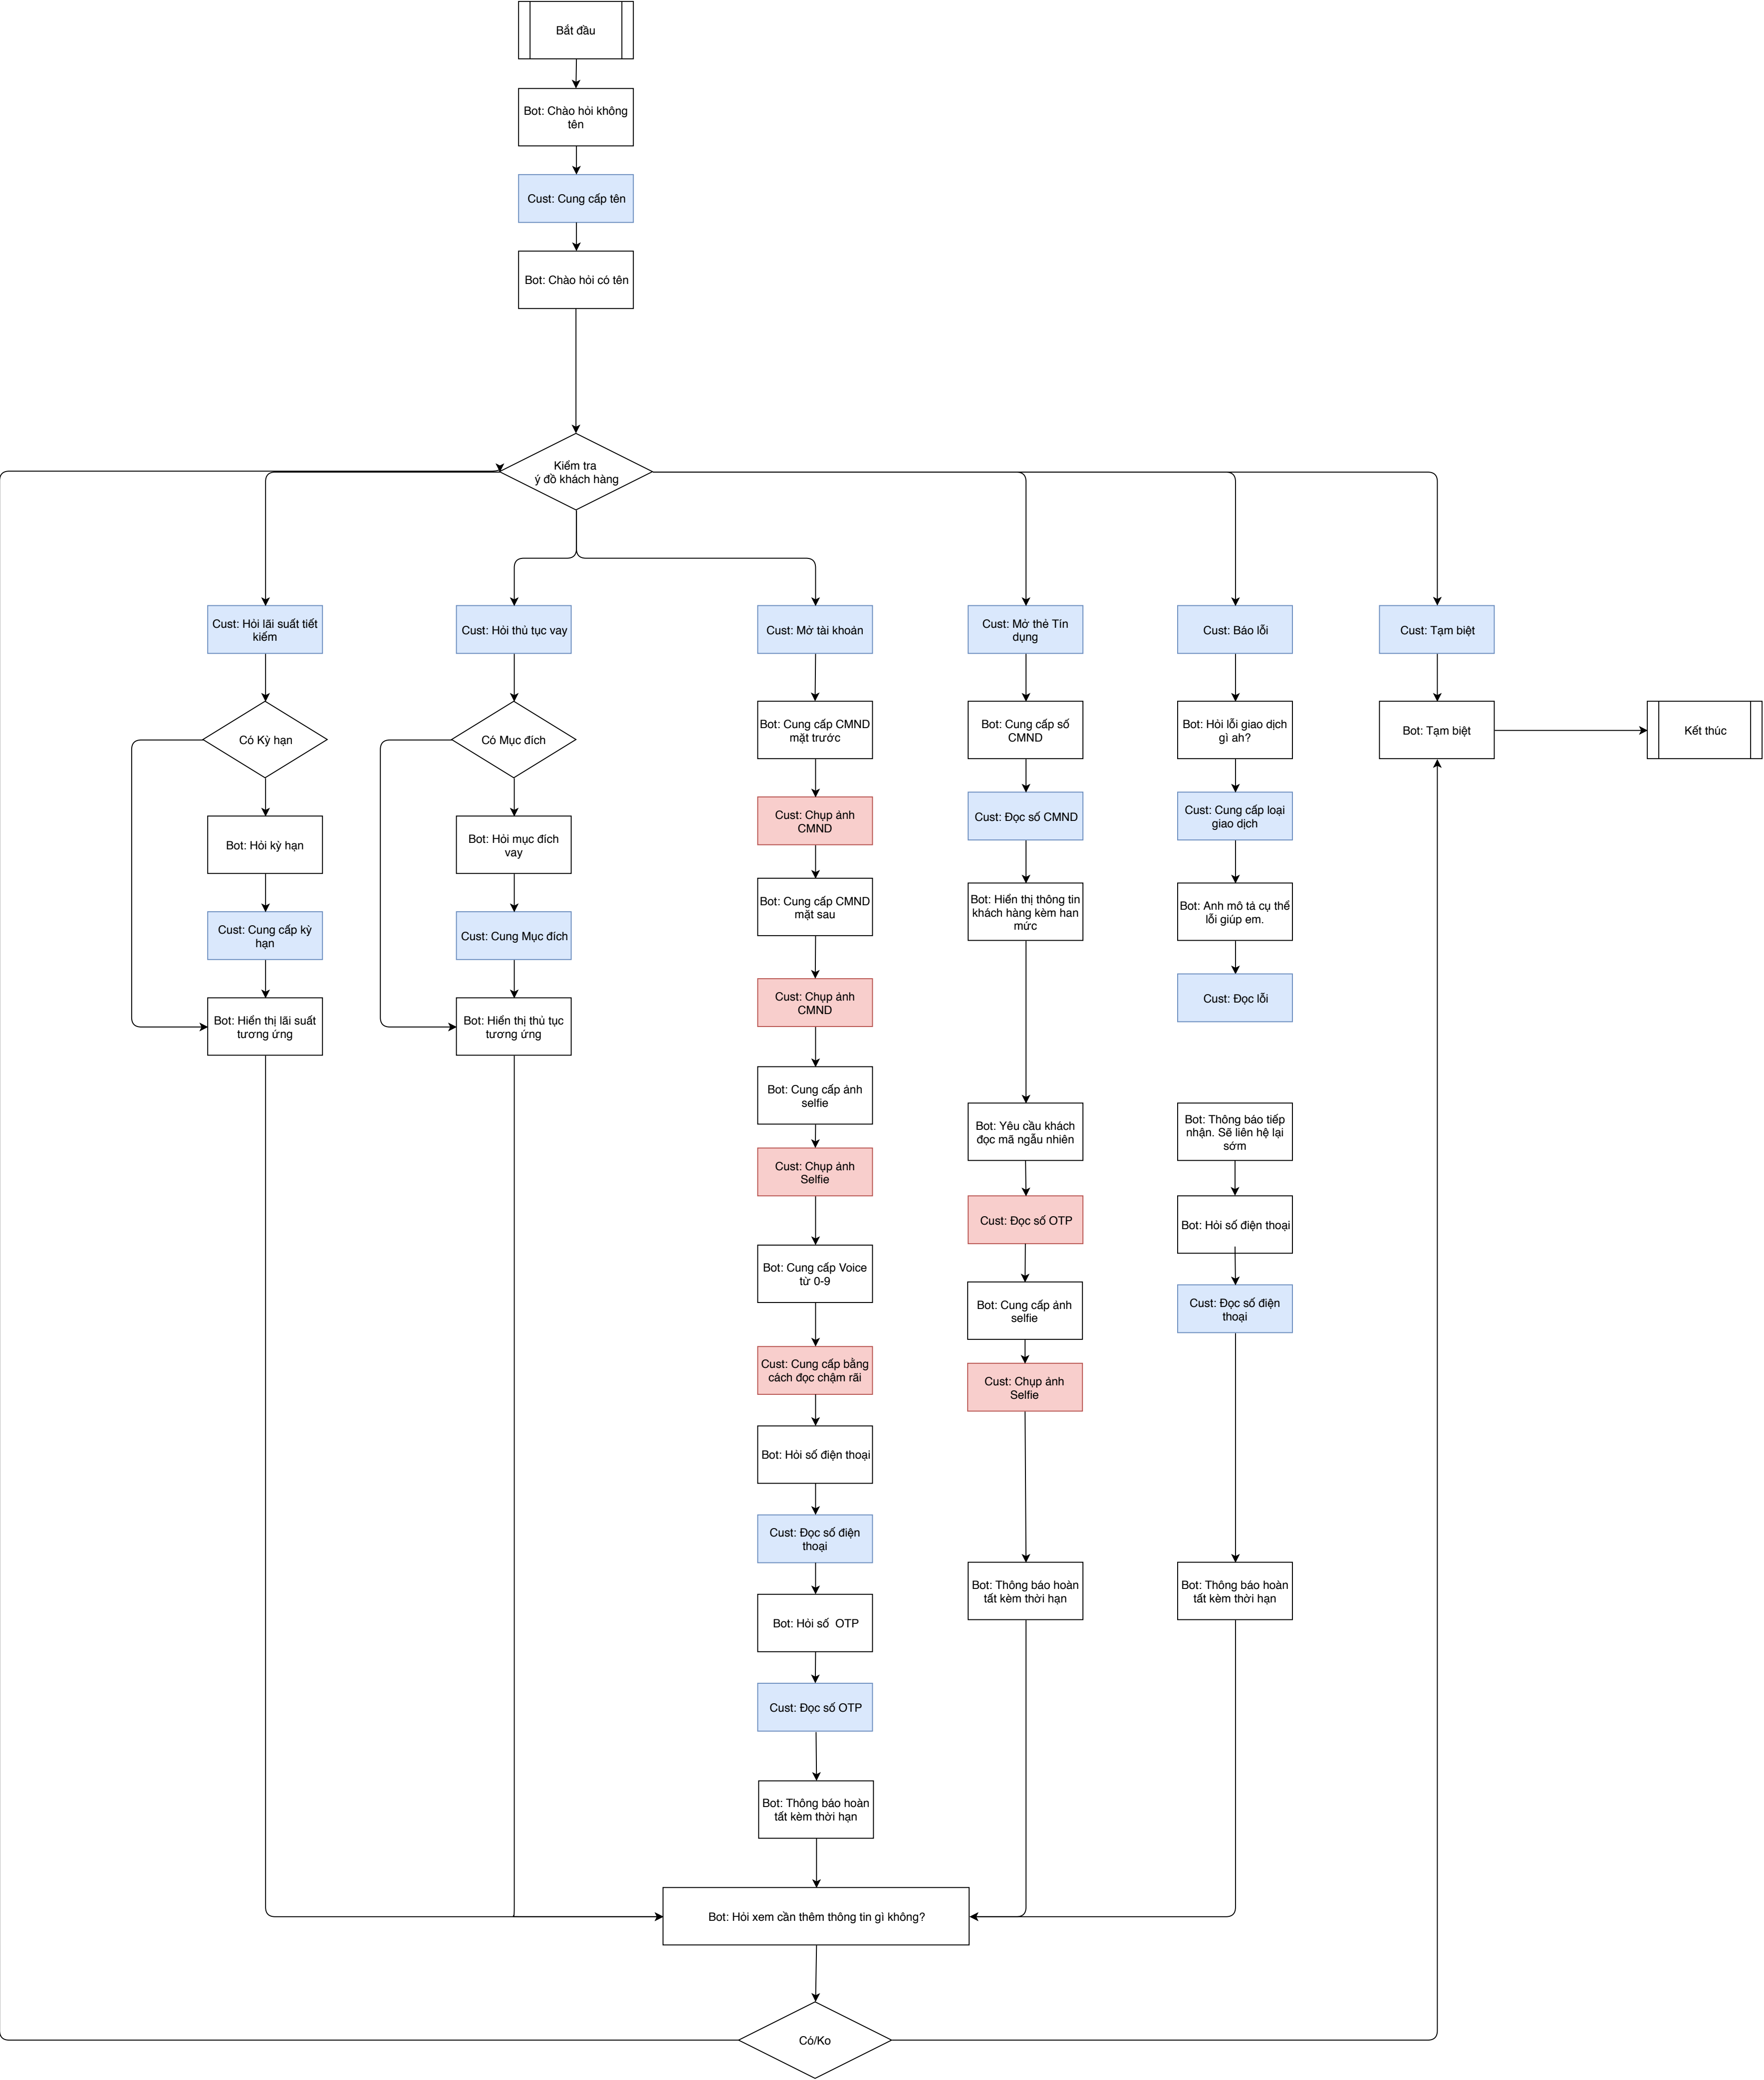 Bắt đầu
Bot: Chào hỏi không
tên
Cust: Cung cấp tên
Bot: Chào hỏi có tên
Kiểm tra
ý đồ khách hàng
Cust: Hỏi lãi suất tiết
kiếm
Có Kỳ hạn
Bot: Hỏi kỳ hạn
Cust: Cung cấp kỳ
hạn
Bot: Hiển thị lãi suất
tương ứng
Cust: Hỏi thủ tục vay
Có Mục đích
Bot: Hỏi mục đích
vay
Cust: Cung Mục đích
Bot: Hiển thị thủ tục
tương ứng
Cust: Mở tài khoản
Bot: Cung cấp CMND
mặt trước
Cust: Chụp ảnh
CMND
Bot: Cung cấp CMND
mặt sau
Cust: Chụp ảnh
CMND
Bot: Cung cấp ảnh
selfie
Cust: Chụp ảnh
Selfie
Bot: Cung cấp Voice
từ 0-9
Cust: Cung cấp bằng
cách đọc chậm rãi
Bot: Hỏi số điện thoại
Cust: Đọc số điện
thoại
Bot: Hỏi số  OTP
Cust: Đọc số OTP
Bot: Thông báo hoàn
tất kèm thời hạn
Cust: Mở thẻ Tín
dụng
Bot: Cung cấp số
CMND
Cust: Đọc số CMND
Bot: Hiển thị thông tin
khách hàng kèm han
mức
Bot: Yêu cầu khách
đọc mã ngẫu nhiên
Cust: Đọc số OTP
Bot: Cung cấp ảnh
selfie
Cust: Chụp ảnh
Selfie
Bot: Thông báo hoàn
tất kèm thời hạn
Cust: Báo lỗi
Bot: Hỏi lỗi giao dịch
gì ah?
Cust: Cung cấp loại
giao dịch
Bot: Anh mô tả cụ thể
lỗi giúp em.
Cust: Đọc lỗi
Bot: Thông báo tiếp
nhận. Sẽ liên hệ lại
sớm
Bot: Hỏi số điện thoại
Cust: Đọc số điện
thoại
Bot: Thông báo hoàn
tất kèm thời hạn
Cust: Tạm biệt
Bot: Tạm biệt
Kết thúc
Bot: Hỏi xem cần thêm thông tin gì không?
Có/Ko